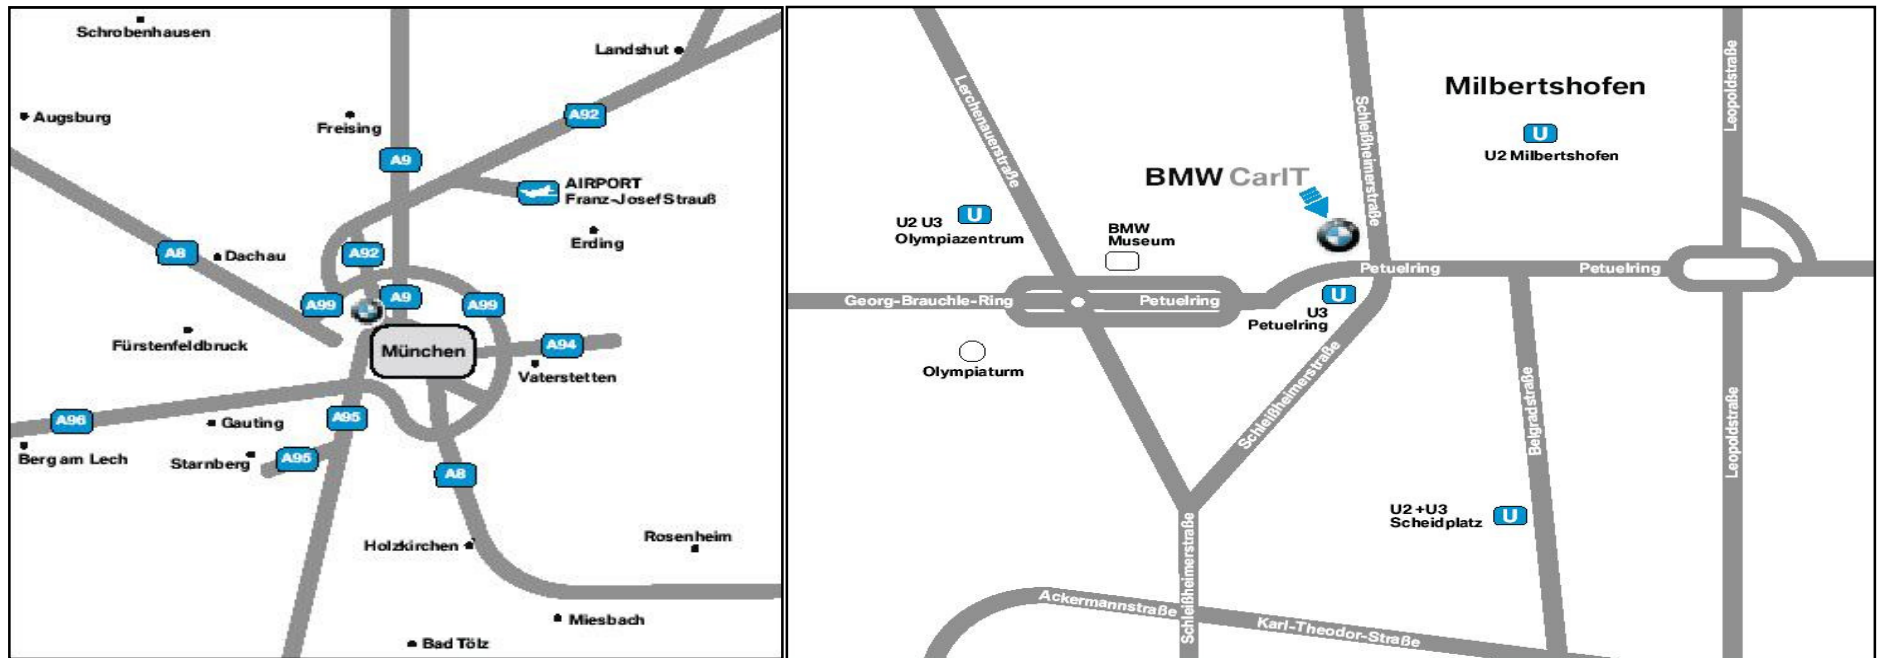 Schrobenhausen
Landshut
Augsburg
Freising
A92
A9
AIRPORT
Franz-Josef Strauß
Erding
A8
Dachau
A92
A99
A9
A99
Fürstenfeldbruck
München
A94
Vaterstetten
A96
Gauting
A95
Berg am Lech
Starnberg
A95
A8
Holzkirchen
Rosenheim
Miesbach
Bad Tölz
Lerchenauerstraße
Schleißheimerstraße
Milbertshofen
U
U2 Milbertshofen
Leopoldstraße
BMW CarIT
U2 U3
Olympiazentrum
U
BMW
Museum
Georg-Brauchle-Ring
Petuelring
Petuelring
Petuelring
U
U3
Petuelring
Olympiaturm
Schleißheimerstraße
Belgradstraße
Leopoldstraße
U2+U3
Scheidplatz
U
Schleißheimerstraße
Ackermannstraße
Karl-Theodor-Straße